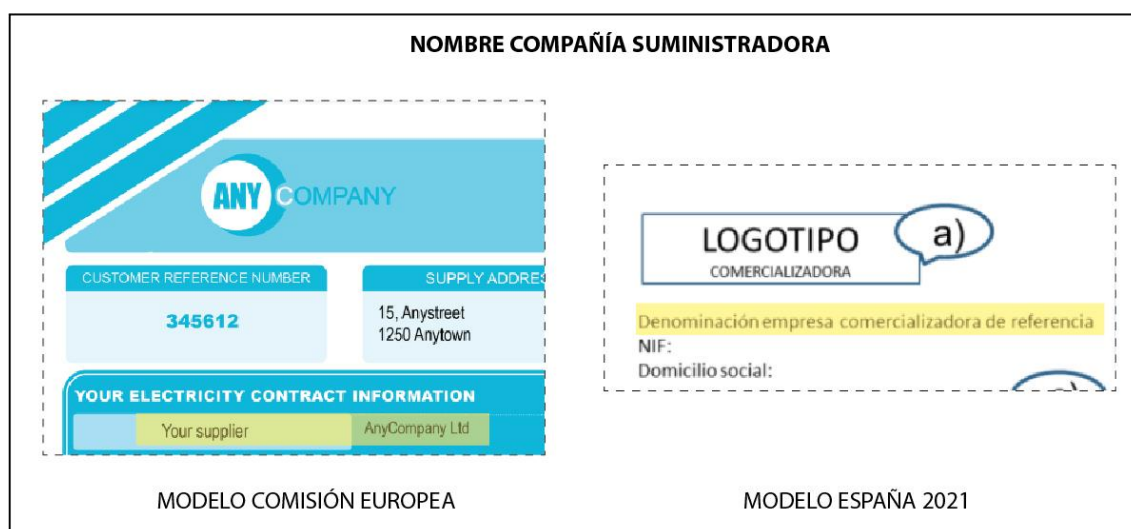 NOMBRE COMPAÑÍA SUMINISTRADORA
ANY COMPANY
CUSTOMER REFERENCE NUMBER
345612
SUPPLY ADDRES
15, Anystreet
1250 Anytown
YOUR ELECTRICITY CONTRACT INFORMATION
Your supplier AnyCompany Ltd
MODELO COMISIÓN EUROPEA
LOGOTIPO
COMERCIALIZADORA
a)
Denominación empresa comercializadora de referencia
NIF:
Domicilio social:
MODELO ESPAÑA 2021